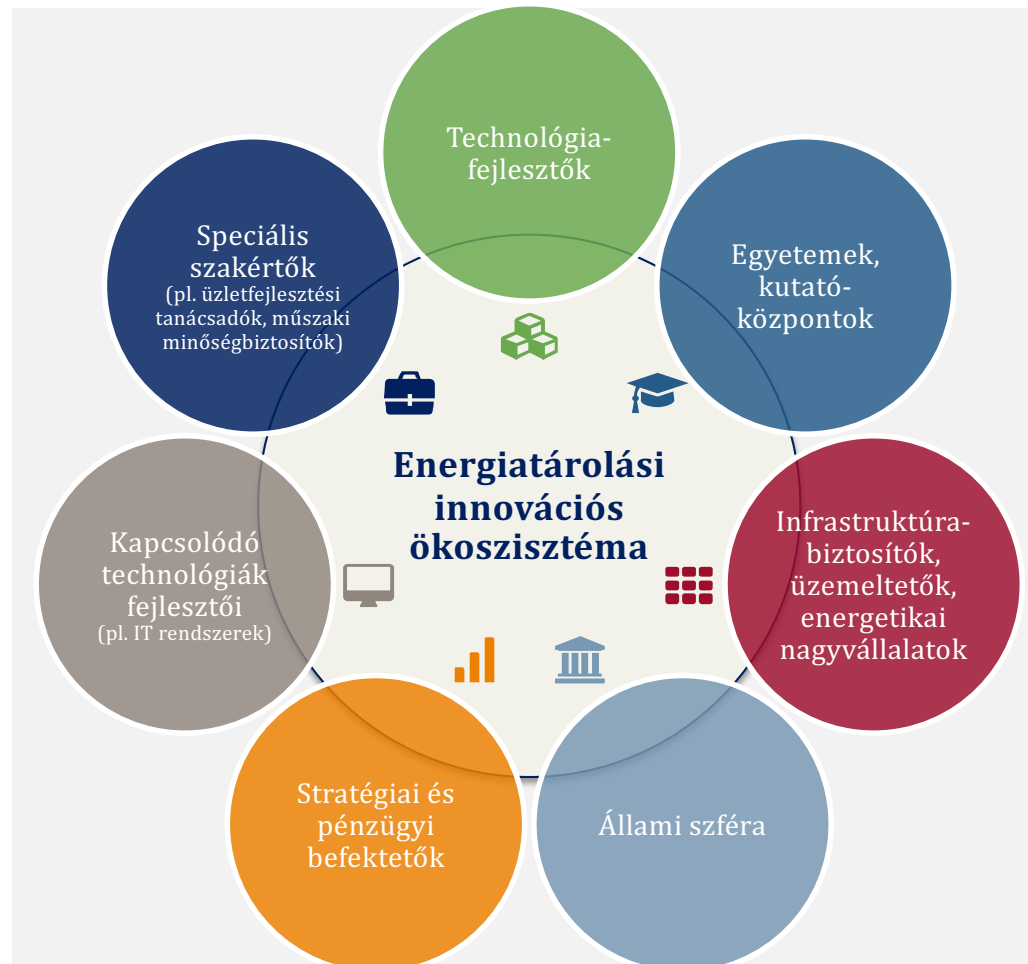 Technológia-
fejlesztők
Speciális
szakértők
(pl. üzletfejlesztési
tanácsadók, műszaki
minőségbiztosítók)
Egyetemek,
kutató-
központok
Energiatárolási
innovációs
ökoszisztéma
Kapcsolódó
technológiák
fejlesztői
(pl. IT rendszerek)
Infrastruktúra-
biztosítók,
üzemeltetők,
energetikai
nagyvállalatok
Stratégiai és
pénzügyi
befektetők
Állami szféra